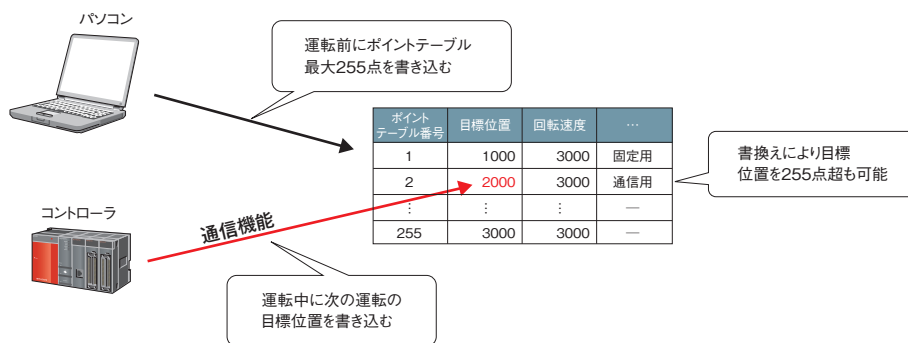 パソコン
運転前にポイントテーブル
最大255点を書き込む
ポイント
テーブル番号 目標位置 回転速度 …
1 1000 3000 固定用
2 2000 3000 通信用
⋮ ⋮ ⋮ —
255 3000 3000 —
書換えにより目標
位置を255点超も可能
コントローラ
通信機能
運転中に次の運転の
目標位置を書き込む